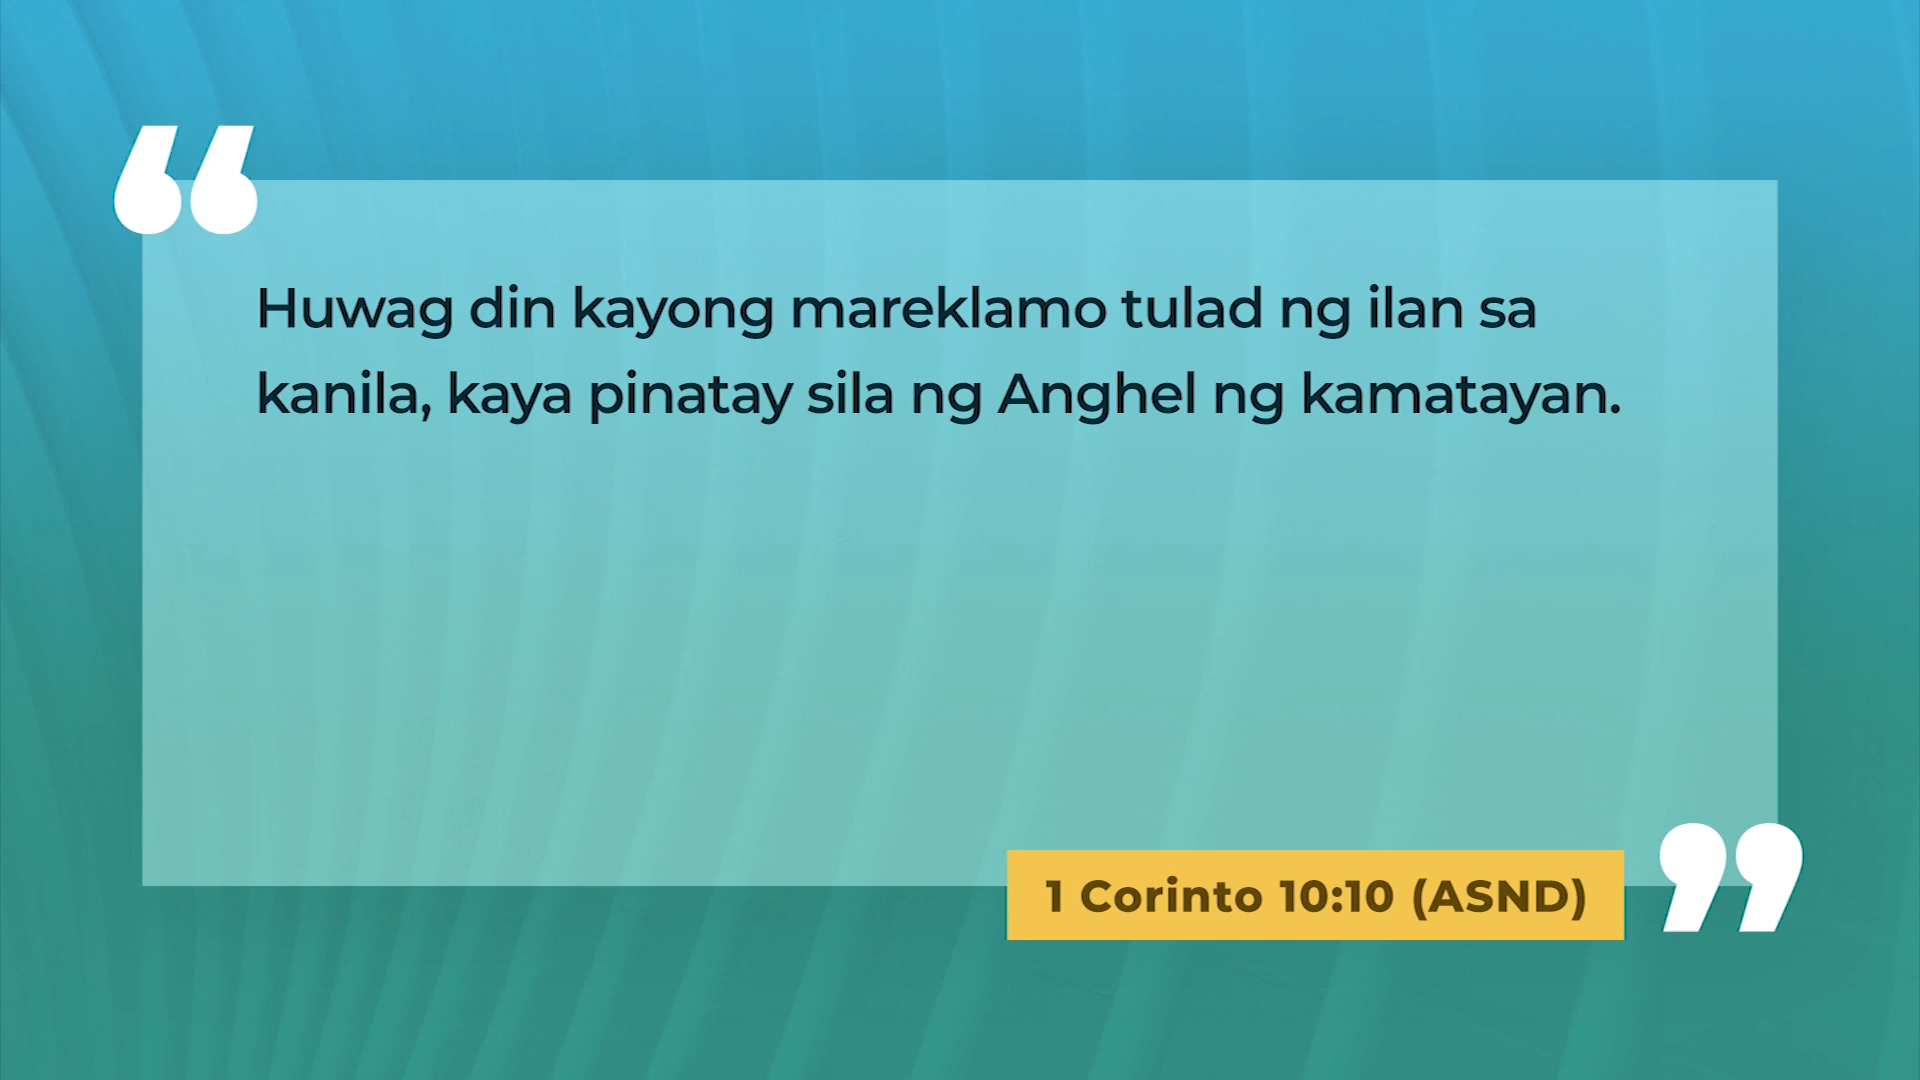 Huwag din kayong mareklamo tulad ng ilan sa
kanila, kaya pinatay sila ng Anghel ng kamatayan.
1 Corinto 10:10 (ASND)